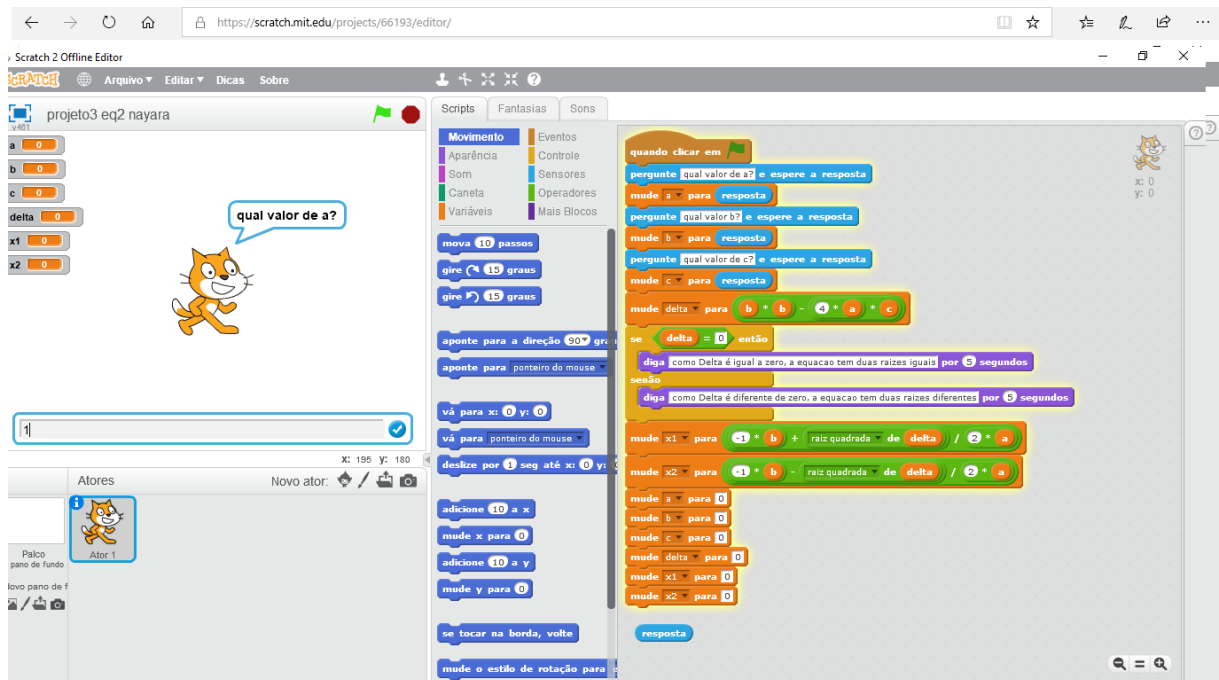 https://scratch.mit.edu/projects/66193/editor/
Scratch 2 Offline Editor
SCRATCH Arquivo Editar Dicas Sobre
projeto3 eq2 nayara
v461
a 0
b 0
c 0
delta 0
x1 0
x2 0
qual valor de a?
1
X: 195 y: 180
Atores Novo ator:
Palco
pano de fundo
Ator 1
Scripts Fantasias Sons
Movimento Eventos
Aparência Controle
Som Sensores
Caneta Operadores
Variáveis Mais Blocos
mova 10 passos
gire 15 graus
gire 15 graus
aponte para a direção 90 gra
aponte para ponteiro do mouse
vá para x: 0 y: 0
vá para ponteiro do mouse
deslize por 1 seg até x: 0 y:
adicione 10 a x
mude x para 0
adicione 10 a y
mude y para 0
se tocar na borda, volte
mude o estilo de rotação para
quando clicar em
pergunte qual valor de a? e espere a resposta
mude a para resposta
pergunte qual valor b? e espere a resposta
mude b para resposta
pergunte qual valor de c? e espere a resposta
mude c para resposta
mude delta para b * b - 4 * a * c
se delta = 0 então
diga como Delta é igual a zero, a equacao tem duas raizes iguais por 5 segundos
senão
diga como Delta é diferente de zero, a equacao tem duas raizes diferentes por 5 segundos
mude x1 para -1 * b + raiz quadrada de delta / 2 * a
mude x2 para -1 * b - raiz quadrada de delta / 2 * a
mude a para 0
mude b para 0
mude c para 0
mude delta para 0
mude x1 para 0
mude x2 para 0
resposta
x: 0
y: 0